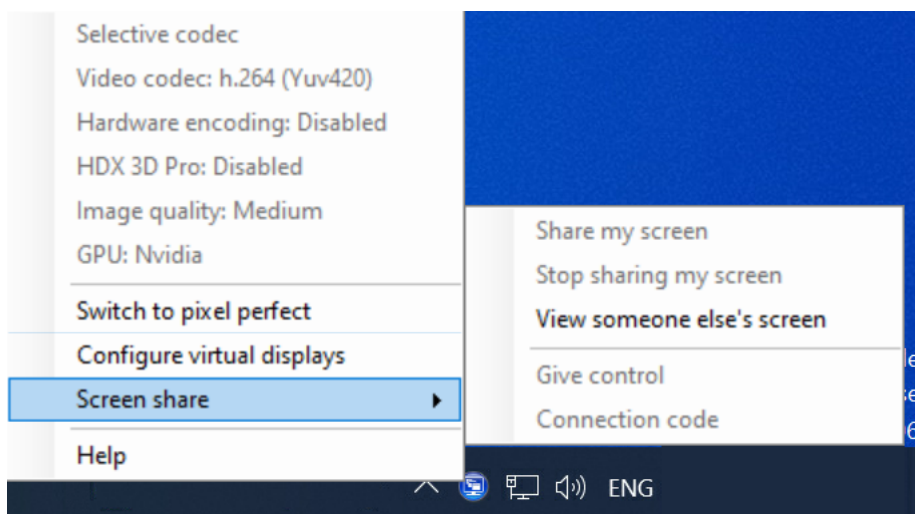 Selective codec
Video codec: h.264 (Yuv420)
Hardware encoding: Disabled
HDX 3D Pro: Disabled
Image quality: Medium
GPU: Nvidia
Switch to pixel perfect
Configure virtual displays
Screen share
Help
Share my screen
Stop sharing my screen
View someone else's screen
Give control
Connection code
ENG